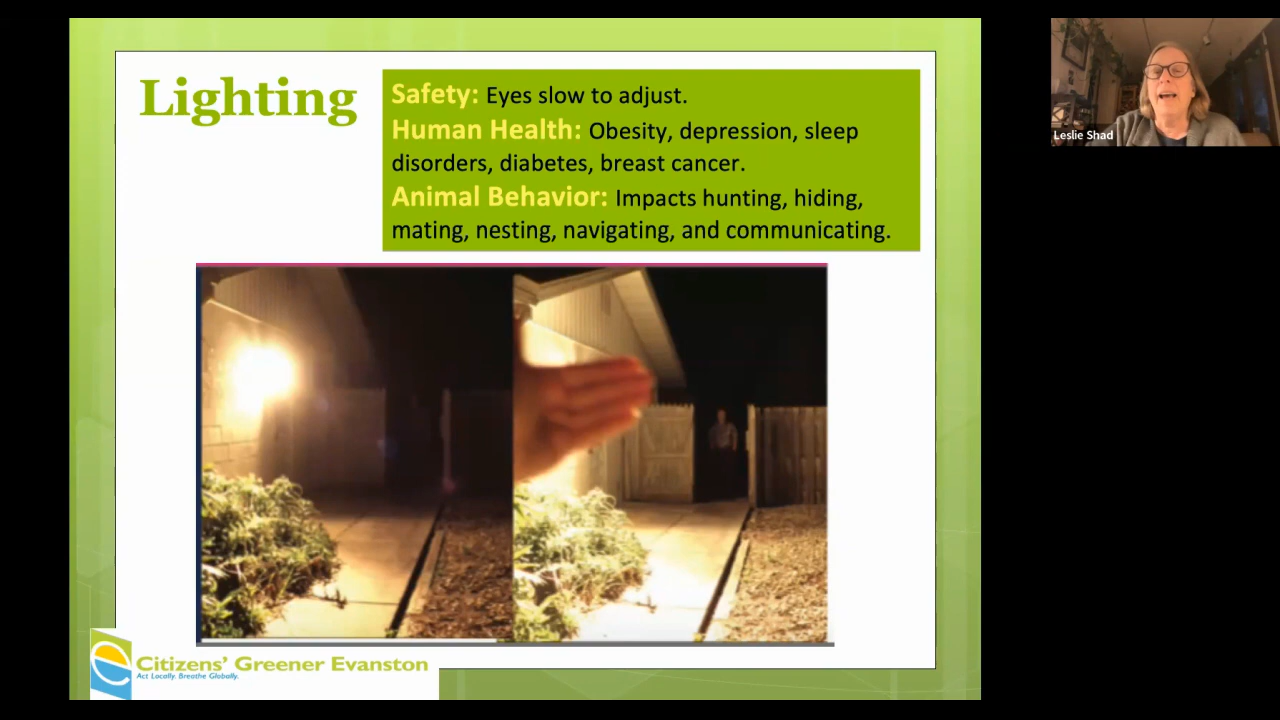 Lighting
Safety: Eyes slow to adjust.
Human Health: Obesity, depression, sleep
disorders, diabetes, breast cancer.
Animal Behavior: Impacts hunting, hiding,
mating, nesting, navigating, and communicating.
Leslie Shad
Citizens' Greener Evanston
Act Locally. Breathe Globally.